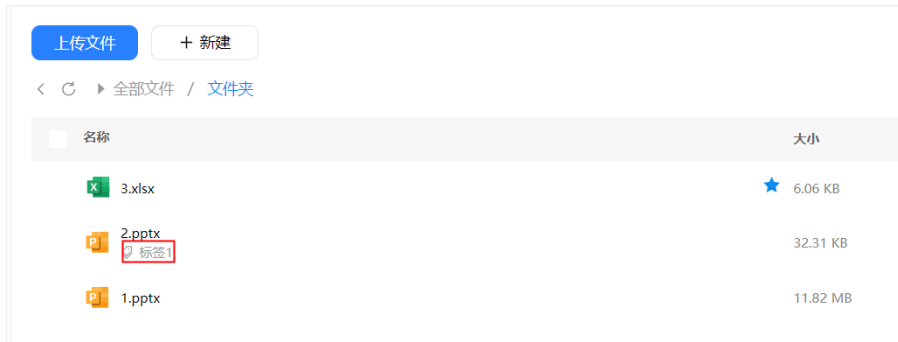 上传文件 + 新建
全部文件 / 文件夹
名称 大小
3.xlsx 6.06 KB
2.pptx 32.31 KB
标签1
1.pptx 11.82 MB